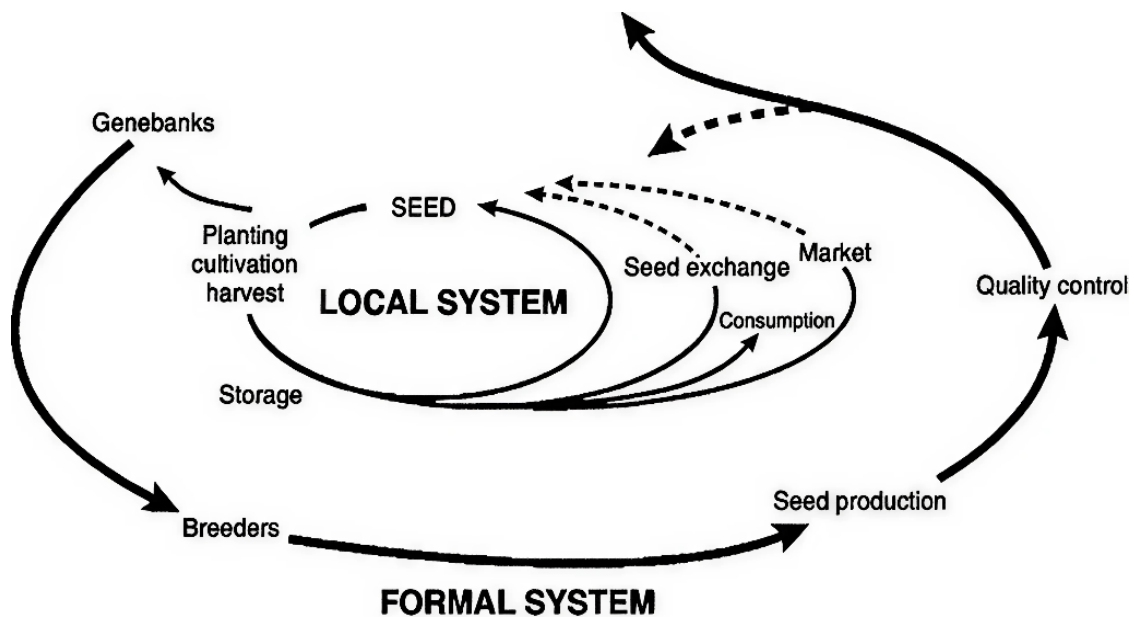 Genebanks
SEED
Planting
cultivation
harvest
LOCAL SYSTEM
Seed exchange
Market
Consumption
Quality control
Storage
Seed production
Breeders
FORMAL SYSTEM